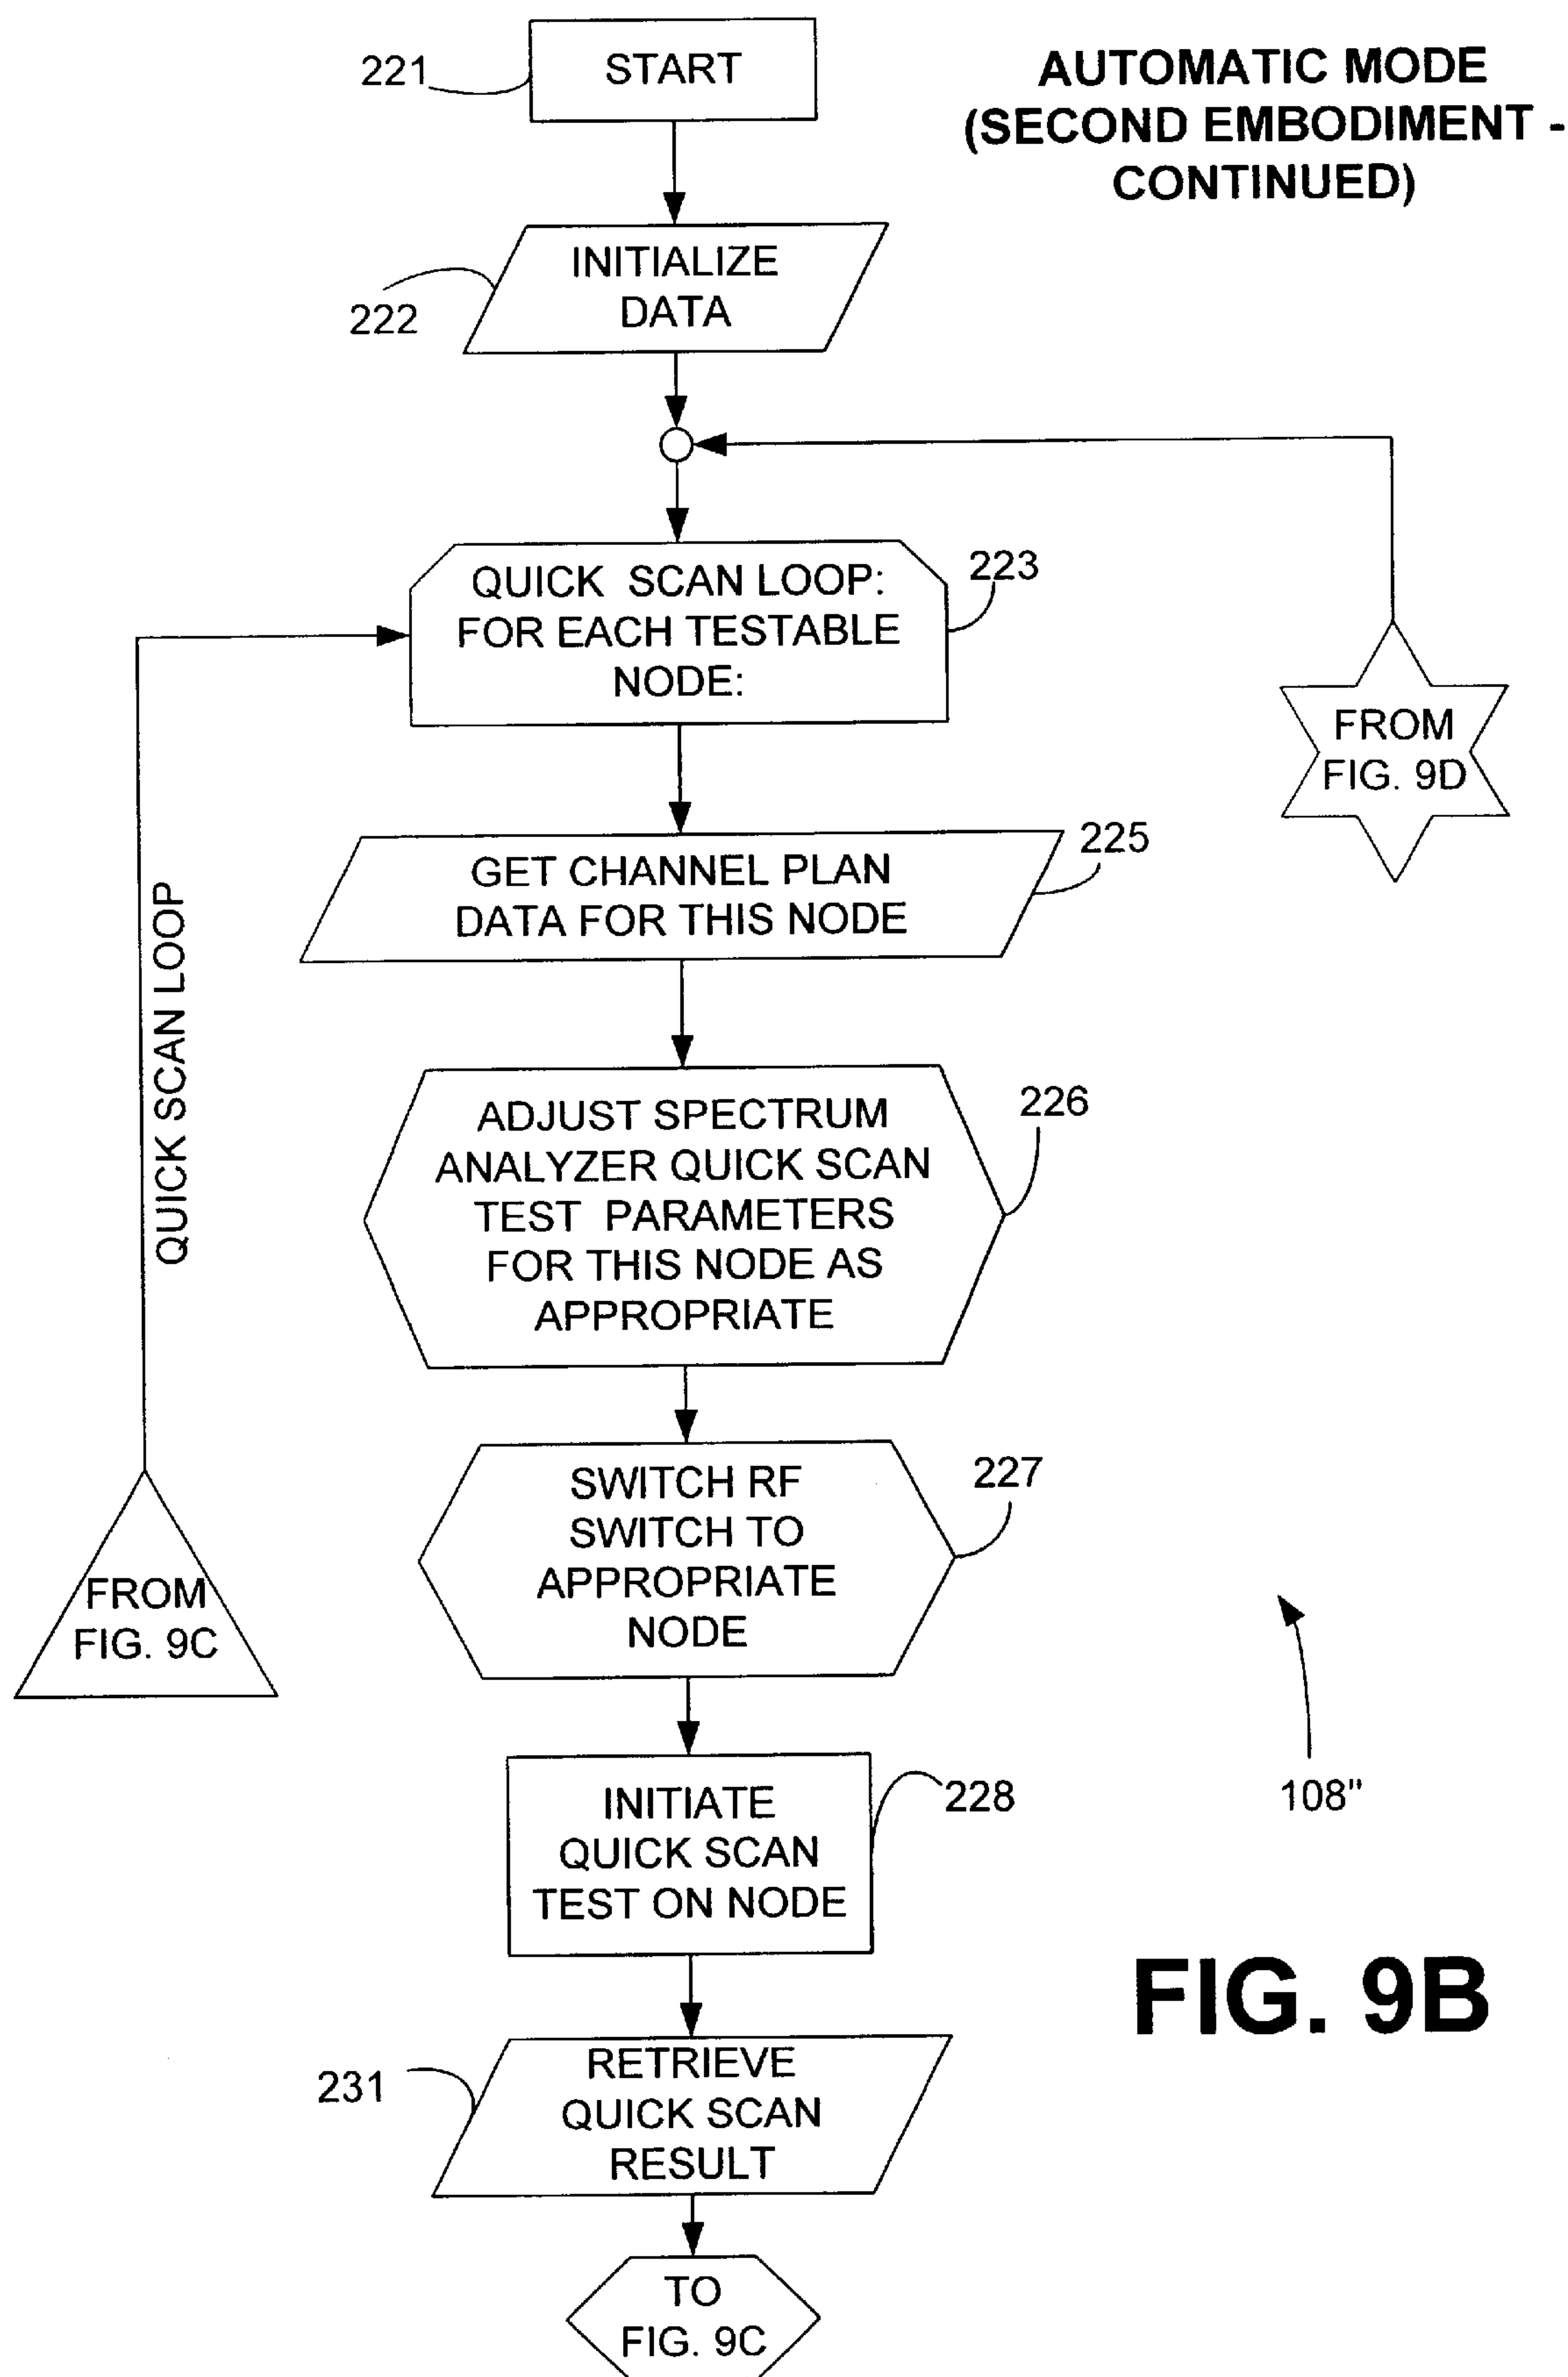 221
START
AUTOMATIC MODE
(SECOND EMBODIMENT -
CONTINUED)
222
INITIALIZE
DATA
QUICK SCAN LOOP:
FOR EACH TESTABLE
NODE:
223
FROM
FIG. 9D
GET CHANNEL PLAN
DATA FOR THIS NODE
225
QUICK SCAN LOOP
ADJUST SPECTRUM
ANALYZER QUICK SCAN
TEST PARAMETERS
FOR THIS NODE AS
APPROPRIATE
226
SWITCH RF
SWITCH TO
APPROPRIATE
NODE
227
FROM
FIG. 9C
INITIATE
QUICK SCAN
TEST ON NODE
228
108"
FIG. 9B
231
RETRIEVE
QUICK SCAN
RESULT
TO
FIG. 9C